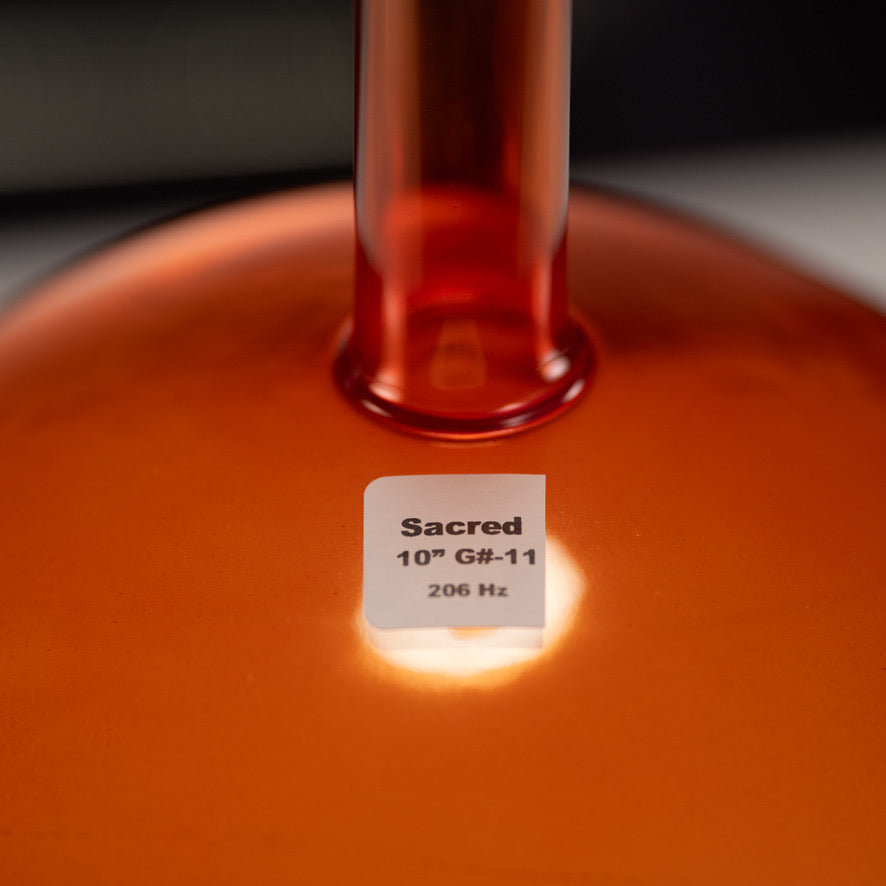 Sacred
10” G#-11
206 Hz